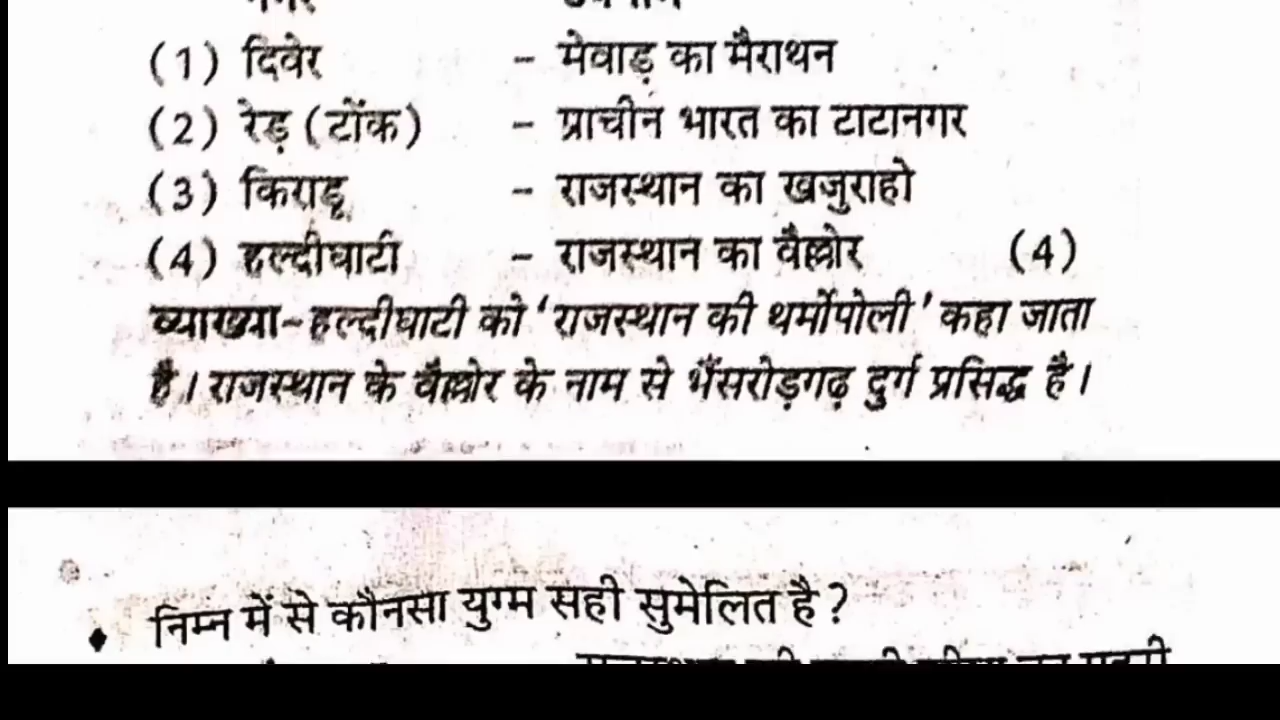 (1) दिवेर - मेवाड़ का मैराथन
(2) रेड़ (टोंक) - प्राचीन भारत का टाटानगर
(3) किराडू - राजस्थान का खजुराहो
(4) हल्दीघाटी - राजस्थान का वैल्लोर (4)
व्याख्या-हल्दीघाटी को ‘राजस्थान की थर्मोपोली’ कहा जाता
है। राजस्थान के वैल्लोर के नाम से भैंसरोड़गढ़ दुर्ग प्रसिद्ध है।
निम्न में से कौनसा युग्म सही सुमेलित है?